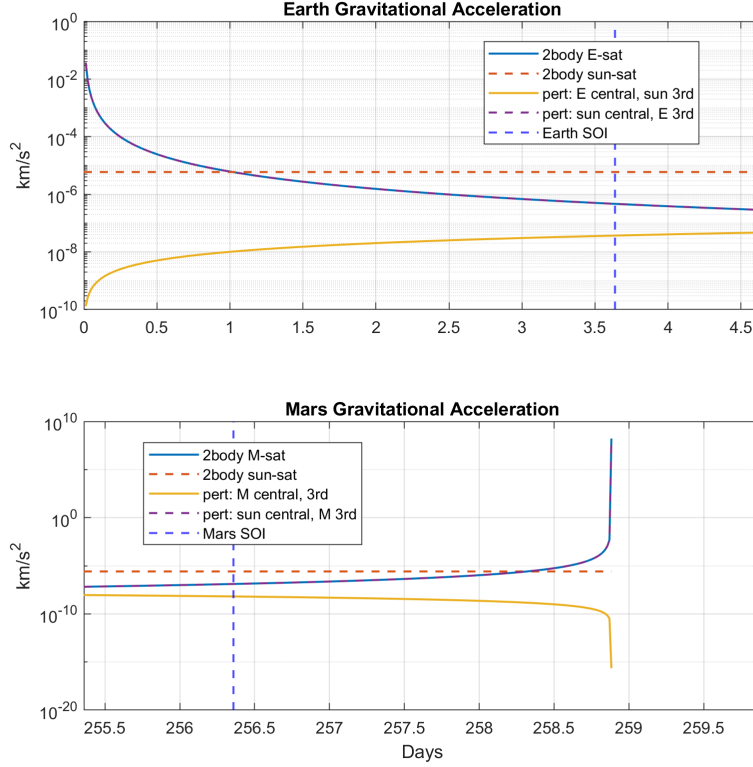 Earth Gravitational Acceleration
10^0
10^-2
10^-4
10^-6
10^-8
10^-10
km/s^2
2body E-sat
2body sun-sat
pert: E central, sun 3rd
pert: sun central, E 3rd
Earth SOI
0 0.5 1 1.5 2 2.5 3 3.5 4 4.5
Mars Gravitational Acceleration
10^10
10^0
10^-10
10^-20
km/s^2
2body M-sat
2body sun-sat
pert: M central, 3rd
pert: sun central, M 3rd
Mars SOI
255.5 256 256.5 257 257.5 258 258.5 259 259.5
Days